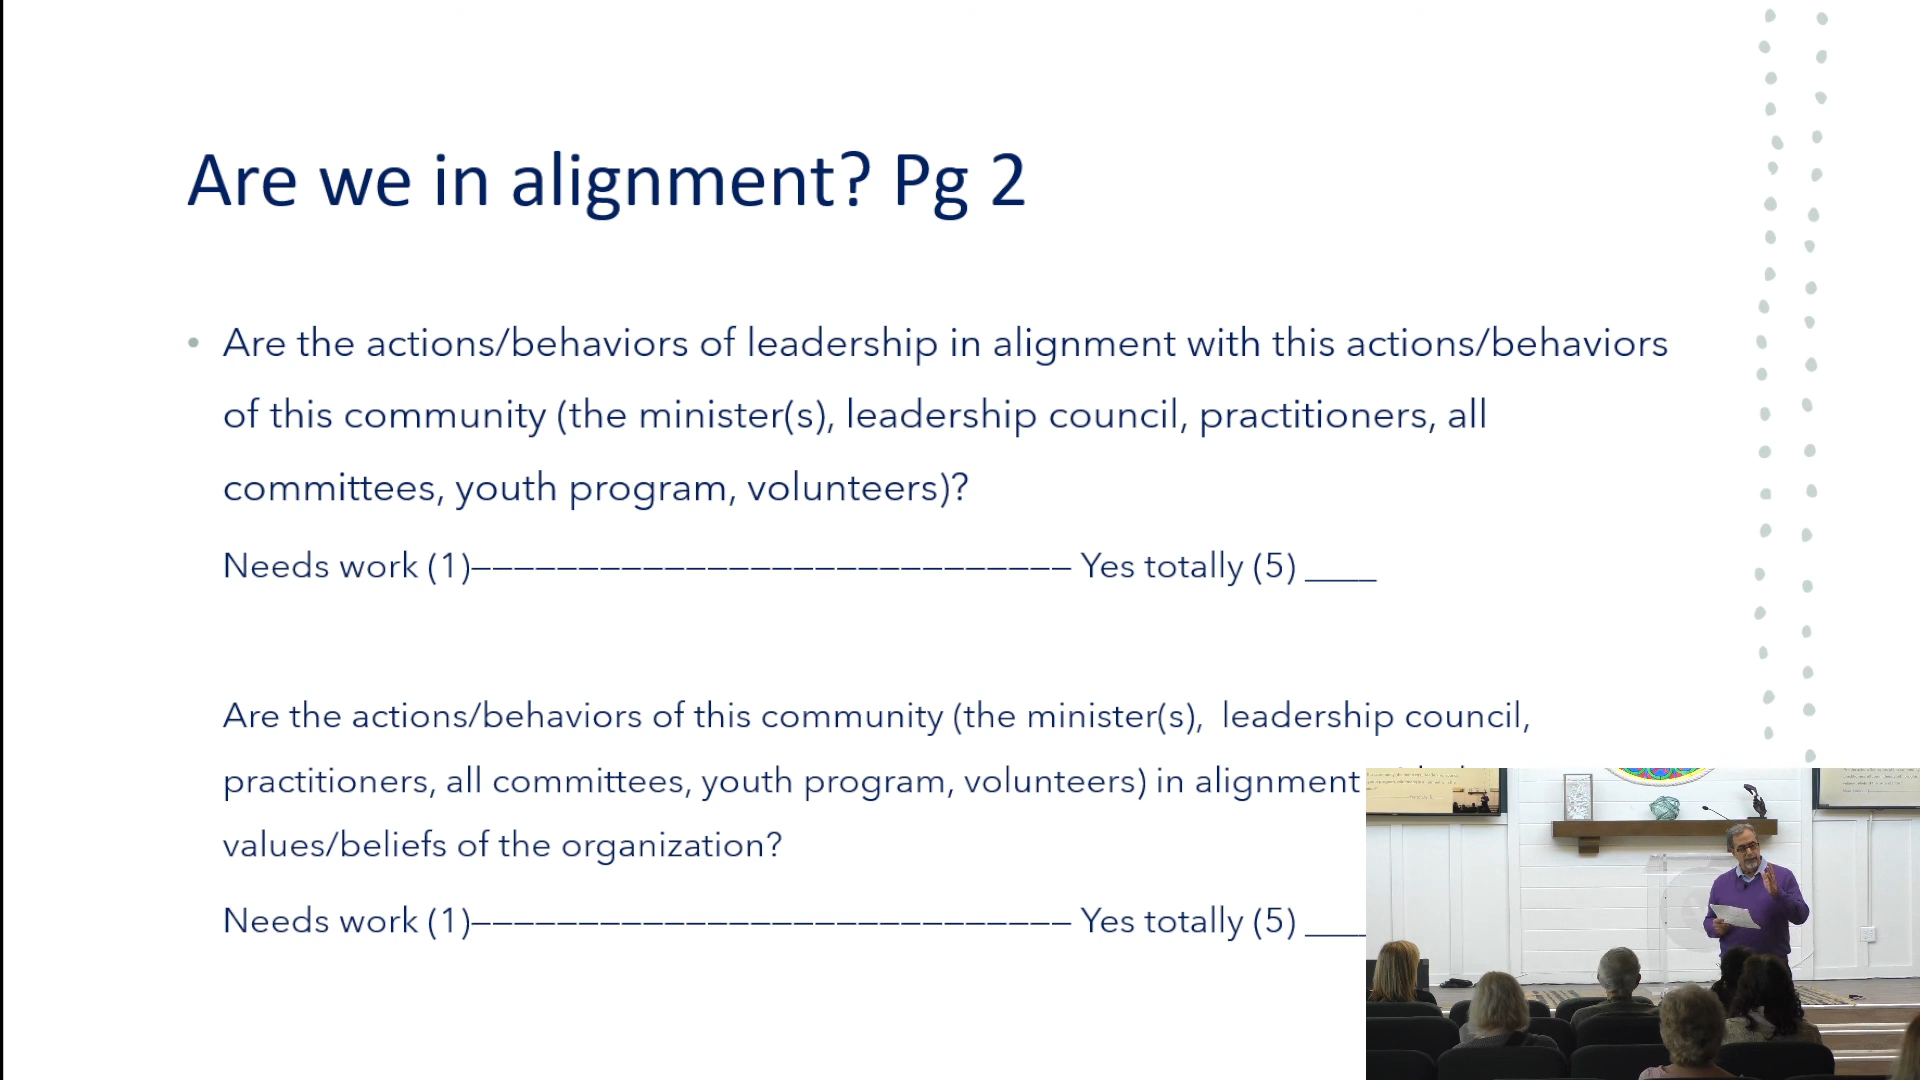 Are we in alignment? Pg 2
• Are the actions/behaviors of leadership in alignment with this actions/behaviors
of this community (the minister(s), leadership council, practitioners, all
committees, youth program, volunteers)?
Needs work (1)–––––––––––––––––––––––––––– Yes totally (5) ____
Are the actions/behaviors of this community (the minister(s),  leadership council,
practitioners, all committees, youth program, volunteers) in alignment
values/beliefs of the organization?
Needs work (1)–––––––––––––––––––––––––––– Yes totally (5) ____